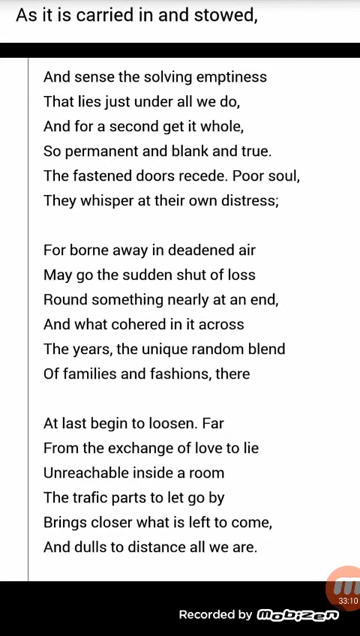 As it is carried in and stowed,
And sense the solving emptiness
That lies just under all we do,
And for a second get it whole,
So permanent and blank and true.
The fastened doors recede. Poor soul,
They whisper at their own distress;
For borne away in deadened air
May go the sudden shut of loss
Round something nearly at an end,
And what cohered in it across
The years, the unique random blend
Of families and fashions, there
At last begin to loosen. Far
From the exchange of love to lie
Unreachable inside a room
The trafic parts to let go by
Brings closer what is left to come,
And dulls to distance all we are.
33:10
Recorded by mobizen